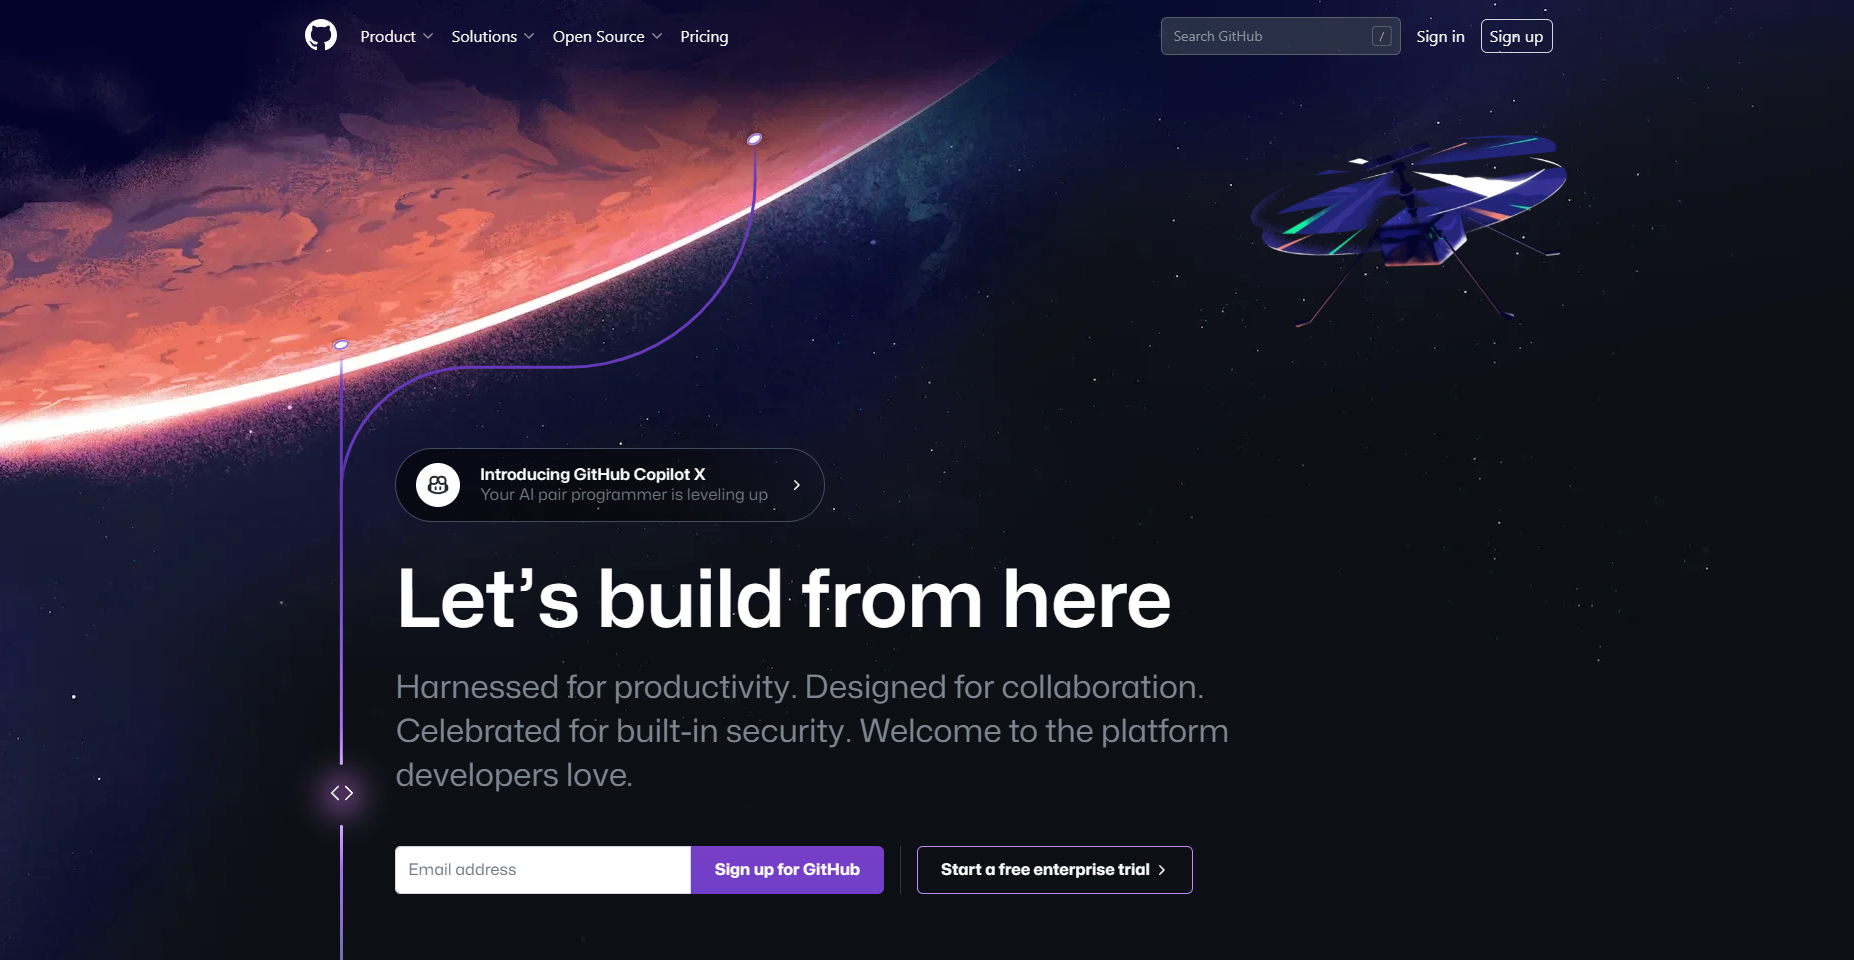 Product
Solutions
Open Source
Pricing
Search GitHub
/
Sign in
Sign up
Introducing GitHub Copilot X
Your AI pair programmer is leveling up
Let’s build from here
Harnessed for productivity. Designed for collaboration.
Celebrated for built-in security. Welcome to the platform
developers love.
Email address
Sign up for GitHub
Start a free enterprise trial